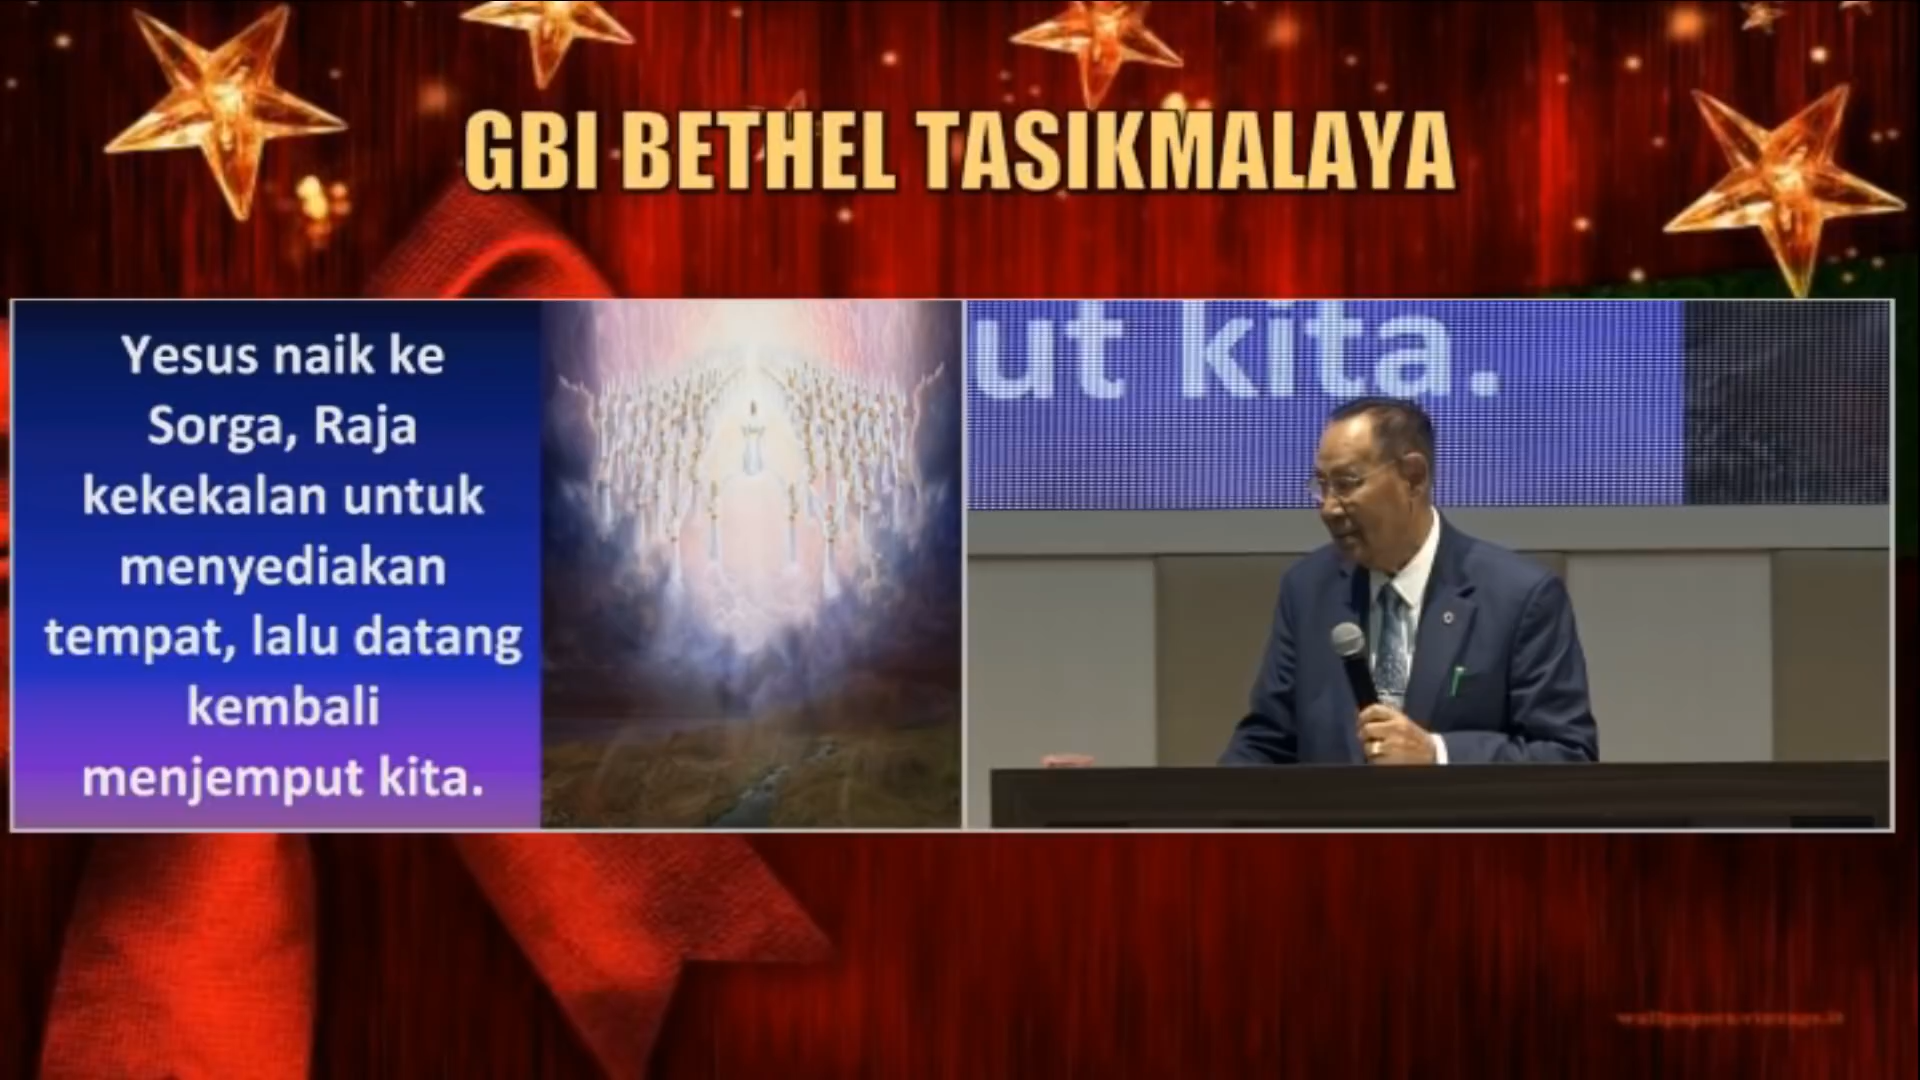 GBI BETHEL TASIKMALAYA
Yesus naik ke
Sorga, Raja
kekekalan untuk
menyediakan
tempat, lalu datang
kembali
menjemput kita.
ut kita.